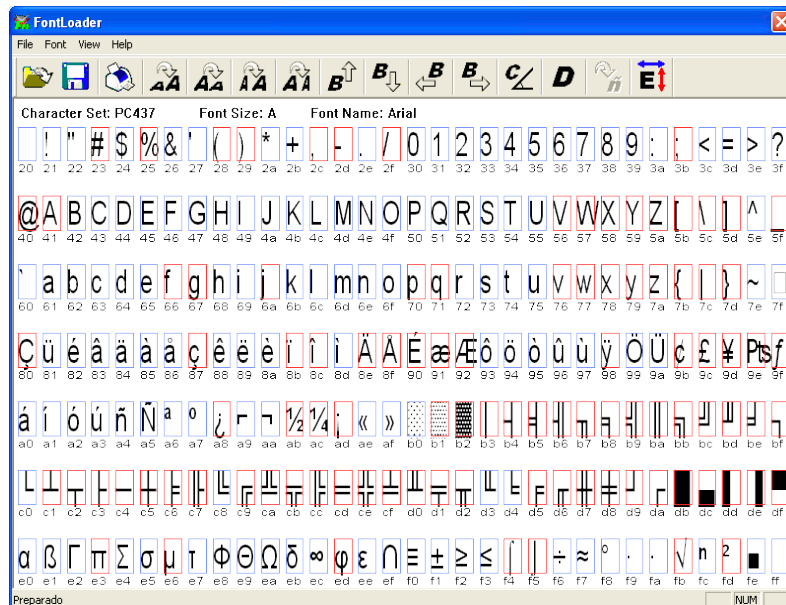 FontLoader
File Font View Help
AA AA AA AA B B B B C D ñ E
Character Set: PC437 Font Size: A Font Name: Arial
! " # $ % & ' ( ) * + , - . / 0 1 2 3 4 5 6 7 8 9 : ; < = > ?
20 21 22 23 24 25 26 27 28 29 2a 2b 2c 2d 2e 2f 30 31 32 33 34 35 36 37 38 39 3a 3b 3c 3d 3e 3f
@ A B C D E F G H I J K L M N O P Q R S T U V W X Y Z [ \ ] ^ _
40 41 42 43 44 45 46 47 48 49 4a 4b 4c 4d 4e 4f 50 51 52 53 54 55 56 57 58 59 5a 5b 5c 5d 5e 5f
` a b c d e f g h i j k l m n o p q r s t u v w x y z { | } ~
60 61 62 63 64 65 66 67 68 69 6a 6b 6c 6d 6e 6f 70 71 72 73 74 75 76 77 78 79 7a 7b 7c 7d 7e 7f
Ç ü é â ä à å ç ê ë è ï î ì Ä Å É æ Æ ô ö ò û ù ÿ Ö Ü ¢ £ ¥ ₧ ƒ
80 81 82 83 84 85 86 87 88 89 8a 8b 8c 8d 8e 8f 90 91 92 93 94 95 96 97 98 99 9a 9b 9c 9d 9e 9f
á í ó ú ñ Ñ ª º ¿ ⌐ ¬ ½ ¼ ¡ « » ░ ▒ ▓ │ ┤ ╡ ╢ ╖ ╕ ╣ ║ ╗ ╝ ╜ ╛ ┐
a0 a1 a2 a3 a4 a5 a6 a7 a8 a9 aa ab ac ad ae af b0 b1 b2 b3 b4 b5 b6 b7 b8 b9 ba bb bc bd be bf
└ ┴ ┬ ├ ─ ┼ ╞ ╟ ╚ ╔ ╩ ╦ ╠ ═ ╬ ╧ ╨ ╤ ╥ ╙ ╘ ╒ ╓ ╫ ╪ ┘ ┌ █ ▄ ▌ ▐ ▀
c0 c1 c2 c3 c4 c5 c6 c7 c8 c9 ca cb cc cd ce cf d0 d1 d2 d3 d4 d5 d6 d7 d8 d9 da db dc dd de df
α ß Γ π Σ σ µ τ Φ Θ Ω δ ∞ φ ε ∩ ≡ ± ≥ ≤ ⌠ ⌡ ÷ ≈ ° ∙ · √ ⁿ ² ■
e0 e1 e2 e3 e4 e5 e6 e7 e8 e9 ea eb ec ed ee ef f0 f1 f2 f3 f4 f5 f6 f7 f8 f9 fa fb fc fd fe ff
Preparado NUM